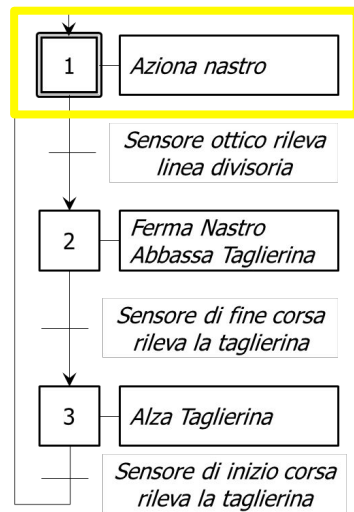 1
Aziona nastro
Sensore ottico rileva
linea divisoria
2
Ferma Nastro
Abbassa Taglierina
Sensore di fine corsa
rileva la taglierina
3
Alza Taglierina
Sensore di inizio corsa
rileva la taglierina